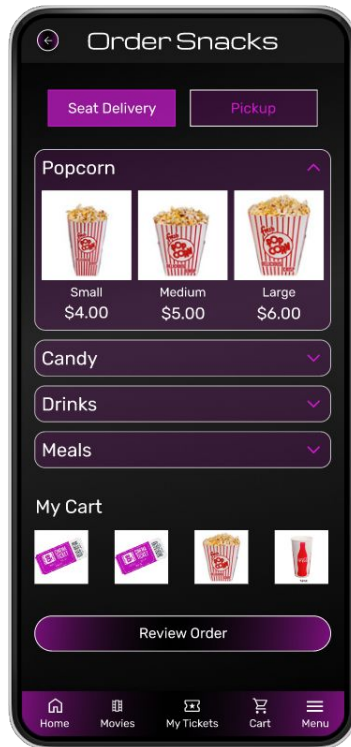 Order Snacks
Seat Delivery Pickup
Popcorn
Small Medium Large
$4.00 $5.00 $6.00
Candy
Drinks
Meals
My Cart
Review Order
Home Movies My Tickets Cart Menu